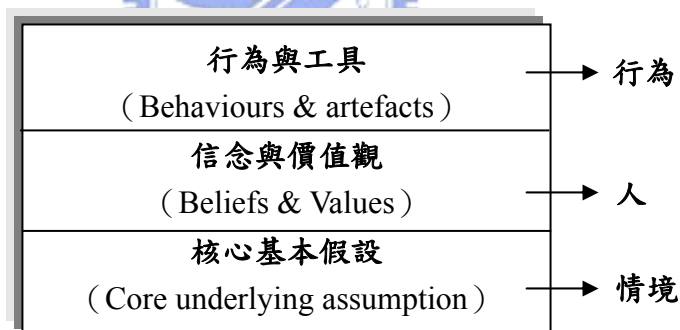 行為與工具
（Behaviours & artefacts）
行為
信念與價值觀
（Beliefs & Values）
人
核心基本假設
（Core underlying assumption）
情境